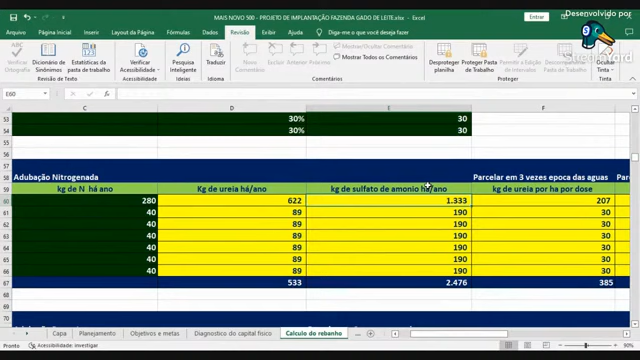 Desenvolvido por
StreamYard
MAIS NOVO 500 - PROJETO DE IMPLANTAÇÃO FAZENDA GADO DE LEITE.xlsx - Excel
Entrar
Arquivo Página Inicial Inserir Layout da Página Fórmulas Dados Revisão Exibir Ajuda Diga-me o que você deseja fazer
Verificar Ortografia
Dicionário de Sinônimos
Estatísticas da pasta de trabalho
Verificar Acessibilidade
Pesquisa Inteligente
Traduzir
Novo Comentário
Mostrar/Ocultar Comentário
Mostrar Todos os Comentários
Desproteger planilha
Proteger Pasta de Trabalho
Permitir a Edição de Intervalos
Ocultar Tinta
Revisão de Texto Acessibilidade Ideias Idioma Comentários Proteger Tinta
E60
C D E F
53 30% 30
54 30% 30
55
56
57
58 Adubação Nitrogenada Parcelar em 3 vezes epoca das aguas
59 kg de N há ano Kg de ureia há/ano kg de sulfato de amonio há/ano kg de ureia por ha por dose
60 280 622 1.333 207
61 40 89 190 30
62 40 89 190 30
63 40 89 190 30
64 40 89 190 30
65 40 89 190 30
66 40 89 190 30
67 533 2.476 385
68
69
Capa Planejamento Objetivos e metas Diagnostico do capital fisico Calculo de rebanho ...
Pronto Acessibilidade: investigar 90%